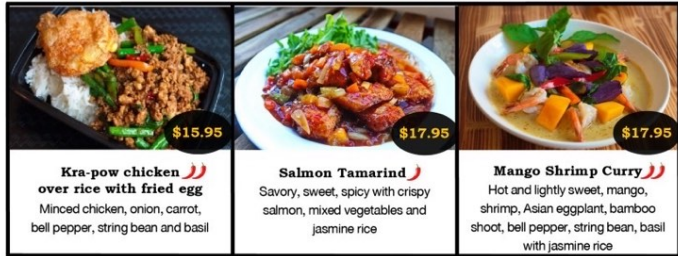 $15.95
Kra-pow chicken
over rice with fried egg
Minced chicken, onion, carrot,
bell pepper, string bean and basil
$17.95
Salmon Tamarind
Savory, sweet, spicy with crispy
salmon, mixed vegetables and
jasmine rice
$17.95
Mango Shrimp Curry
Hot and lightly sweet, mango,
shrimp, Asian eggplant, bamboo
shoot, bell pepper, string bean, basil
with jasmine rice